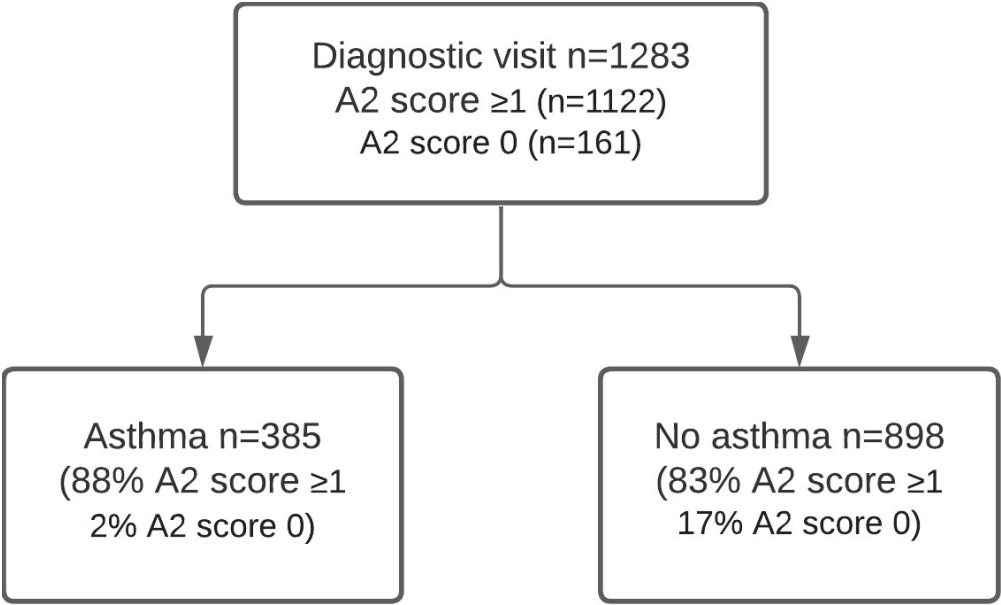 Diagnostic visit n=1283
A2 score ≥1 (n=1122)
A2 score 0 (n=161)
Asthma n=385
(88% A2 score ≥1
2% A2 score 0)
No asthma n=898
(83% A2 score ≥1
17% A2 score 0)